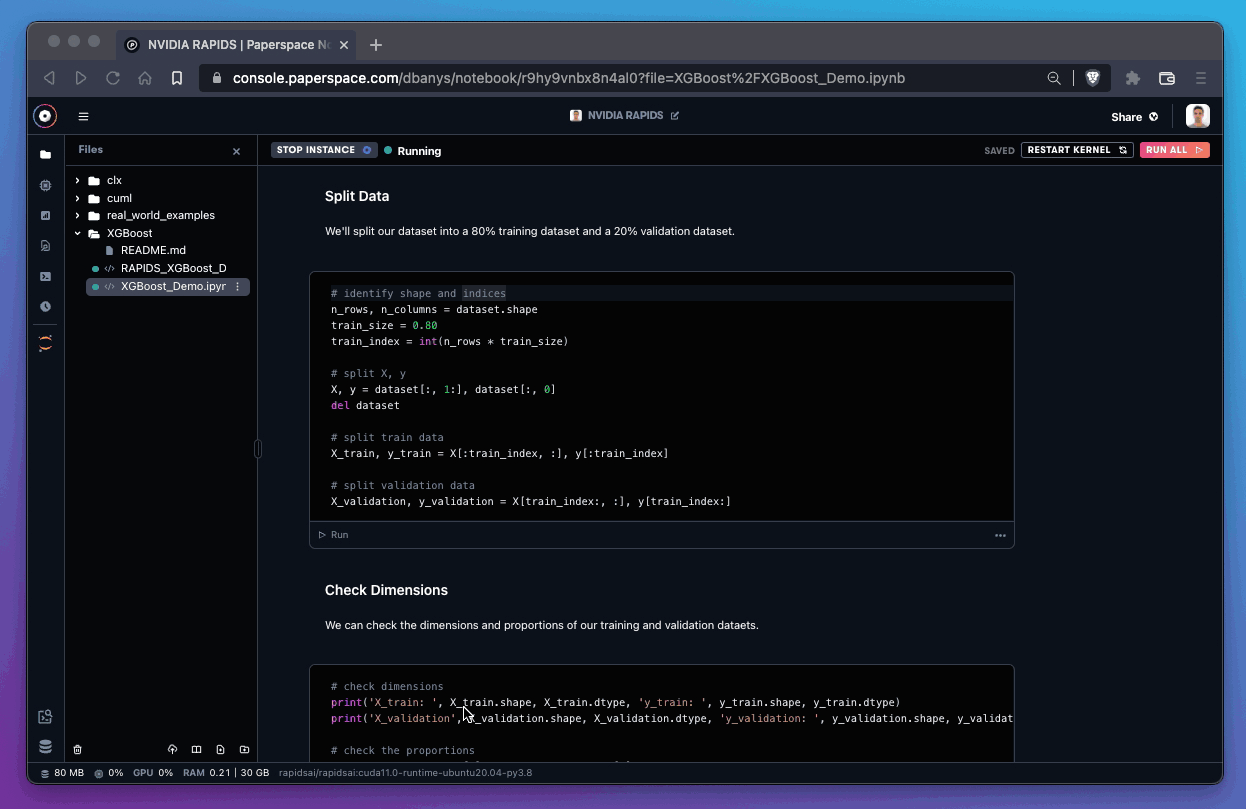 NVIDIA RAPIDS | Paperspace No
console.paperspace.com/dbanys/notebook/r9hy9vnbx8n4al0?file=XGBoost%2FXGBoost_Demo.ipynb
NVIDIA RAPIDS
Share
Files
STOP INSTANCE
Running
SAVED
RESTART KERNEL
RUN ALL
clx
cuml
real_world_examples
XGBoost
README.md
RAPIDS_XGBoost_D
XGBoost_Demo.ipyr
Split Data
We'll split our dataset into a 80% training dataset and a 20% validation dataset.
# identify shape and indices
n_rows, n_columns = dataset.shape
train_size = 0.80
train_index = int(n_rows * train_size)
# split X, y
X, y = dataset[:, 1:], dataset[:, 0]
del dataset
# split train data
X_train, y_train = X[:train_index, :], y[:train_index]
# split validation data
X_validation, y_validation = X[train_index:, :], y[train_index:]
Run
Check Dimensions
We can check the dimensions and proportions of our training and validation dataets.
# check dimensions
print('X_train: ', X_train.shape, X_train.dtype, 'y_train: ', y_train.shape, y_train.dtype)
print('X_validation', X_validation.shape, X_validation.dtype, 'y_validation: ', y_validation.shape, y_validat
# check the proportions
80 MB 0% GPU 0% RAM 0.21 | 30 GB rapidsai/rapidsai:cuda11.0-runtime-ubuntu20.04-py3.8